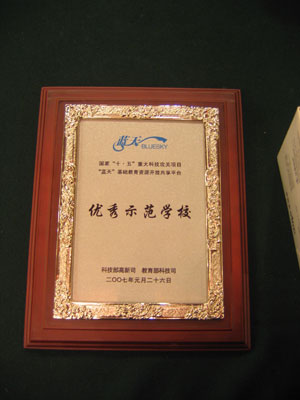 蓝天
BLUESKY
国家“十·五”重大科技攻关项目
“蓝天”基础教育资源开放共享平台
优秀示范学校
科技部高新司 教育部科技司
二〇〇七年元月二十六日